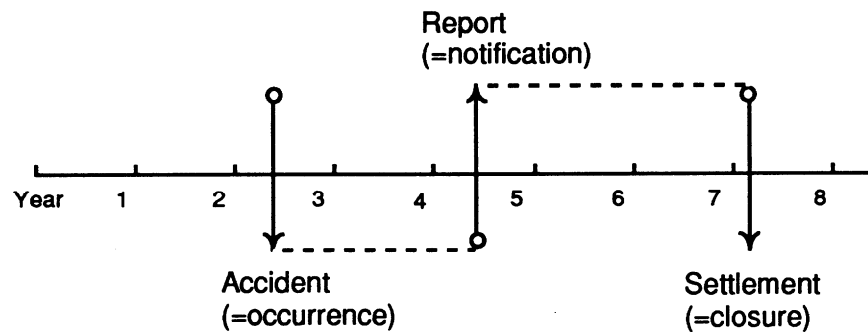 Report
(=notification)
Year 1 2 3 4 5 6 7 8
Accident
(=occurrence)
Settlement
(=closure)